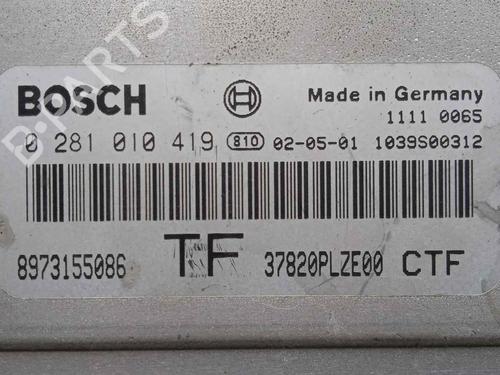 BOSCH Made in Germany
1111 0065
0 281 010 419 810 02-05-01 1039S00312
8973155086 TF 37820PLZE00 CTF
B-PARTS